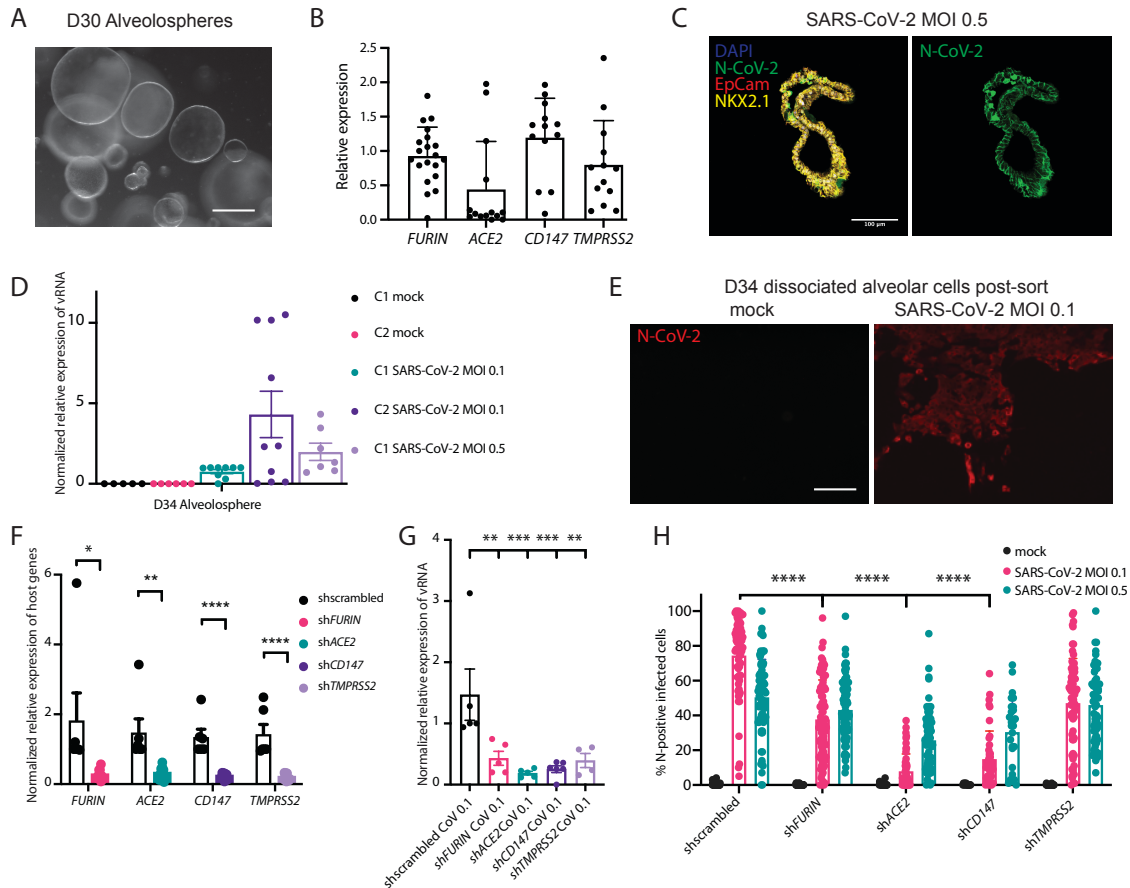 A
D30 Alveolospheres
B
Relative expression
2.5
2.0
1.5
1.0
0.5
0.0
FURIN
ACE2
CD147
TMPRSS2
C
SARS-CoV-2 MOI 0.5
DAPI
N-CoV-2
EpCam
NKX2.1
100 µm
N-CoV-2
D
Normalized relative expression of vRNA
10
5
0
D34 Alveolosphere
C1 mock
C2 mock
C1 SARS-CoV-2 MOI 0.1
C2 SARS-CoV-2 MOI 0.1
C1 SARS-CoV-2 MOI 0.5
E
D34 dissociated alveolar cells post-sort
mock
SARS-CoV-2 MOI 0.1
N-CoV-2
F
Normalized relative expression of host genes
6
4
2
0
*
**
****
****
FURIN
ACE2
CD147
TMPRSS2
shscrambled
shFURIN
shACE2
shCD147
shTMPRSS2
G
Normalized relative expression of vRNA
4
3
2
1
0
** *** *** **
shscrambled CoV 0.1
shFURIN CoV 0.1
shACE2 CoV 0.1
shCD147 CoV 0.1
shTMPRSS2 CoV 0.1
H
mock
SARS-CoV-2 MOI 0.1
SARS-CoV-2 MOI 0.5
**** **** ****
% N-positive Infected cells
100
80
60
40
20
0
shscrambled
shFURIN
shACE2
shCD147
shTMPRSS2